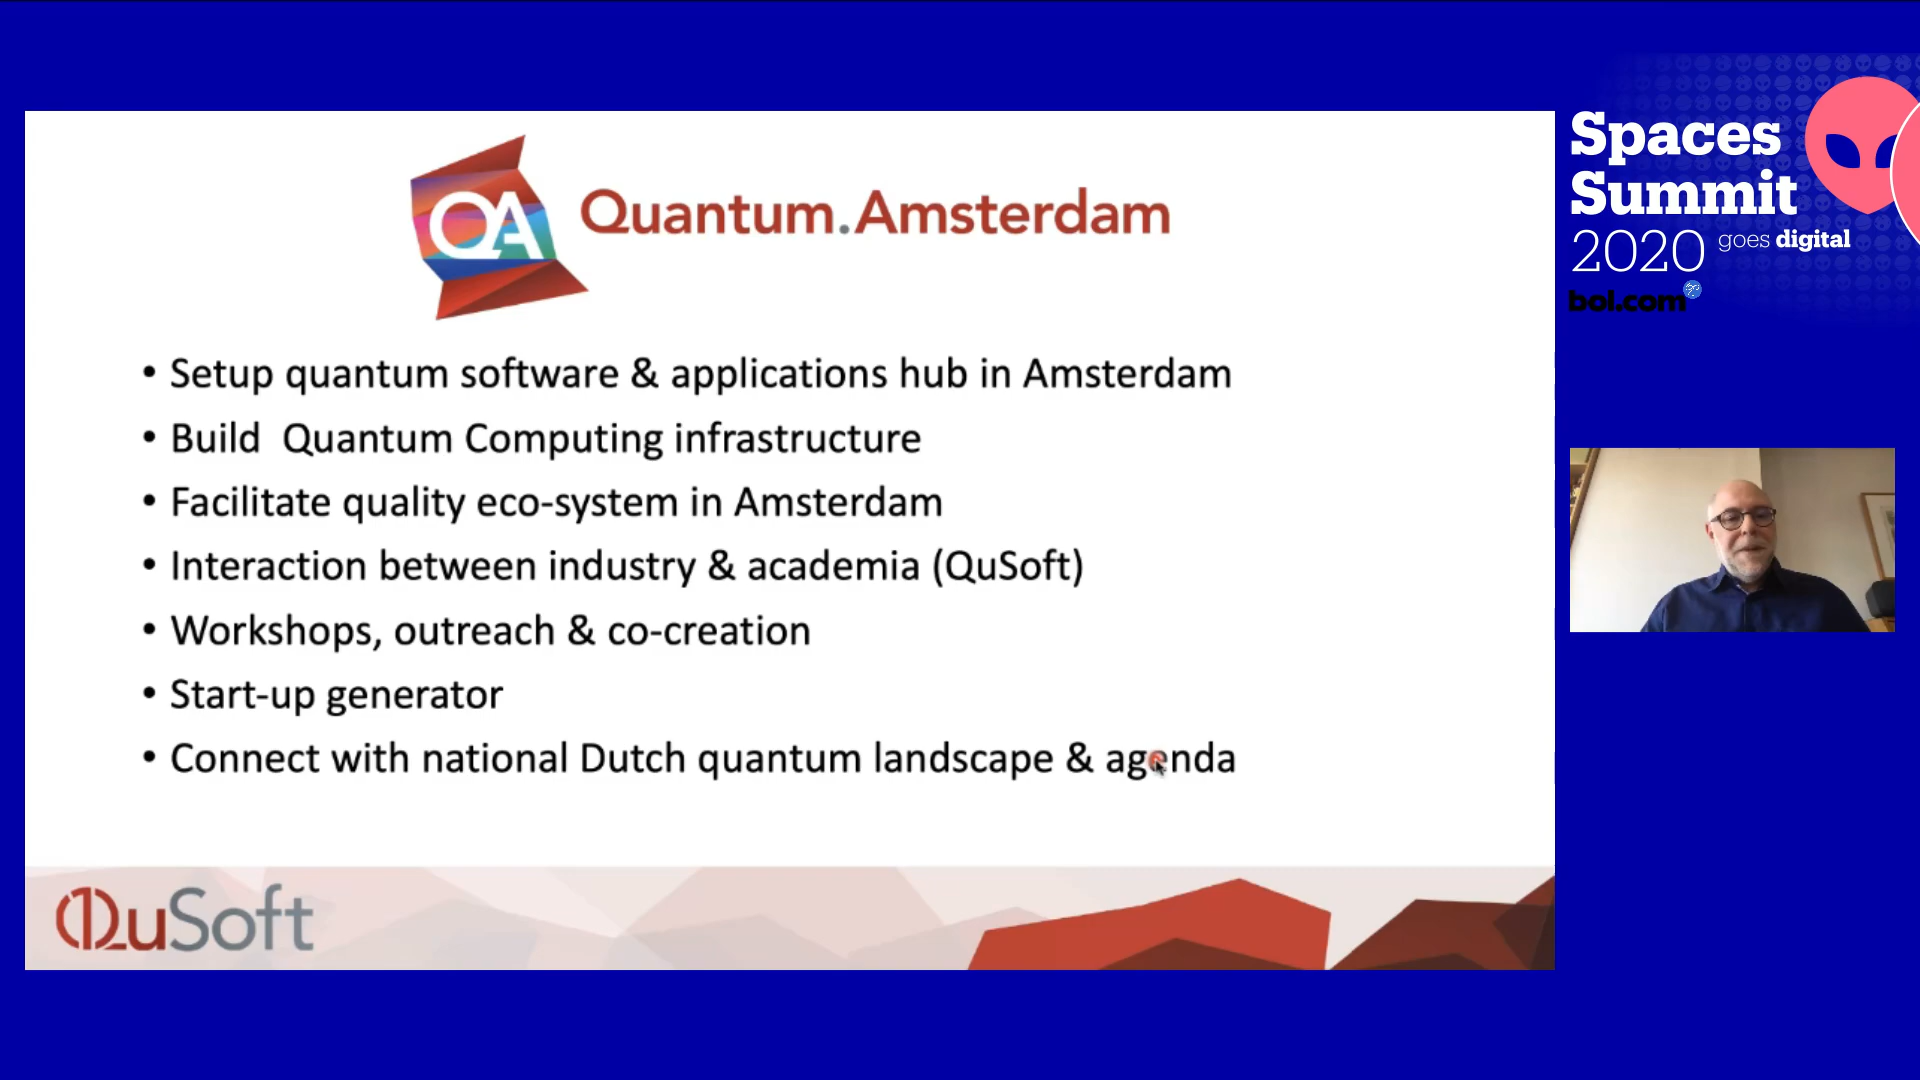 QA Quantum.Amsterdam
• Setup quantum software & applications hub in Amsterdam
• Build  Quantum Computing infrastructure
• Facilitate quality eco-system in Amsterdam
• Interaction between industry & academia (QuSoft)
• Workshops, outreach & co-creation
• Start-up generator
• Connect with national Dutch quantum landscape & agenda
QuSoft
Spaces
Summit
2020 goes digital
bol.com